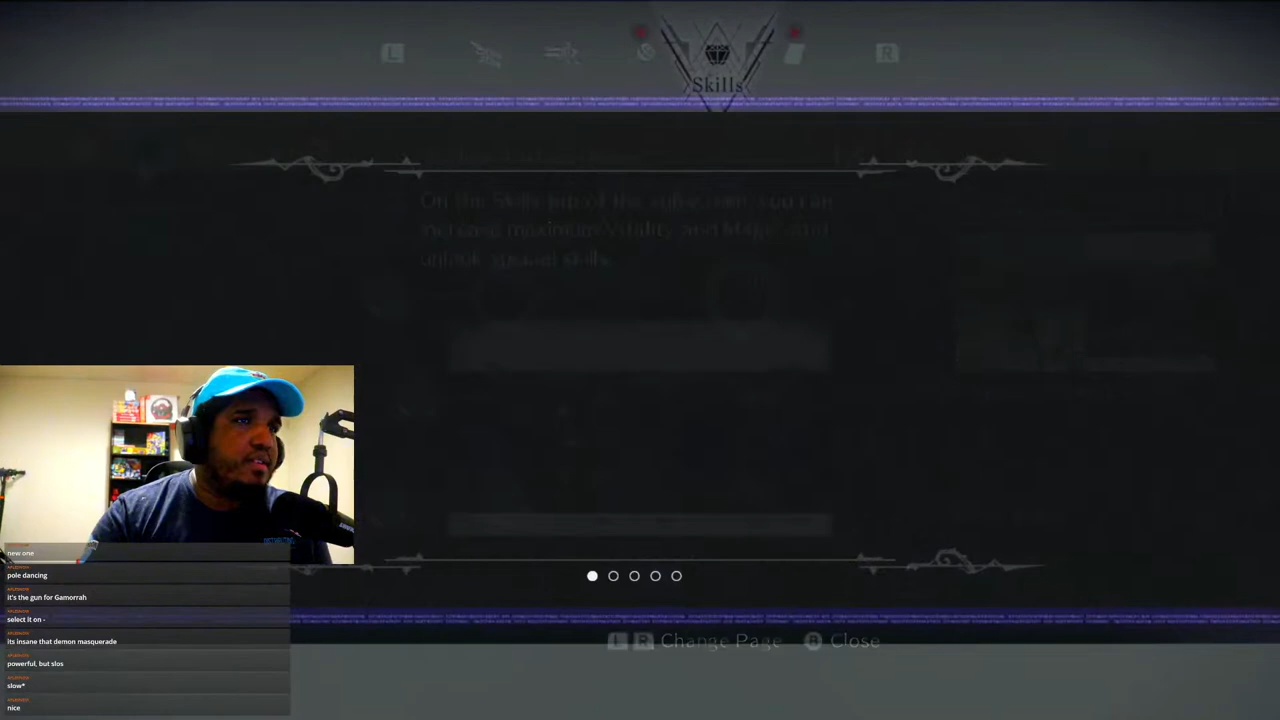 L
R
Skills
On the Skills tab of the subscreen, you can
increase maximum Vitality and Magic, and
unlock special skills.
new one
pole dancing
it's the gun for Gamorrah
select it on -
its insane that demon masquerade
powerful, but slos
slow*
nice
L R Change Page B Close